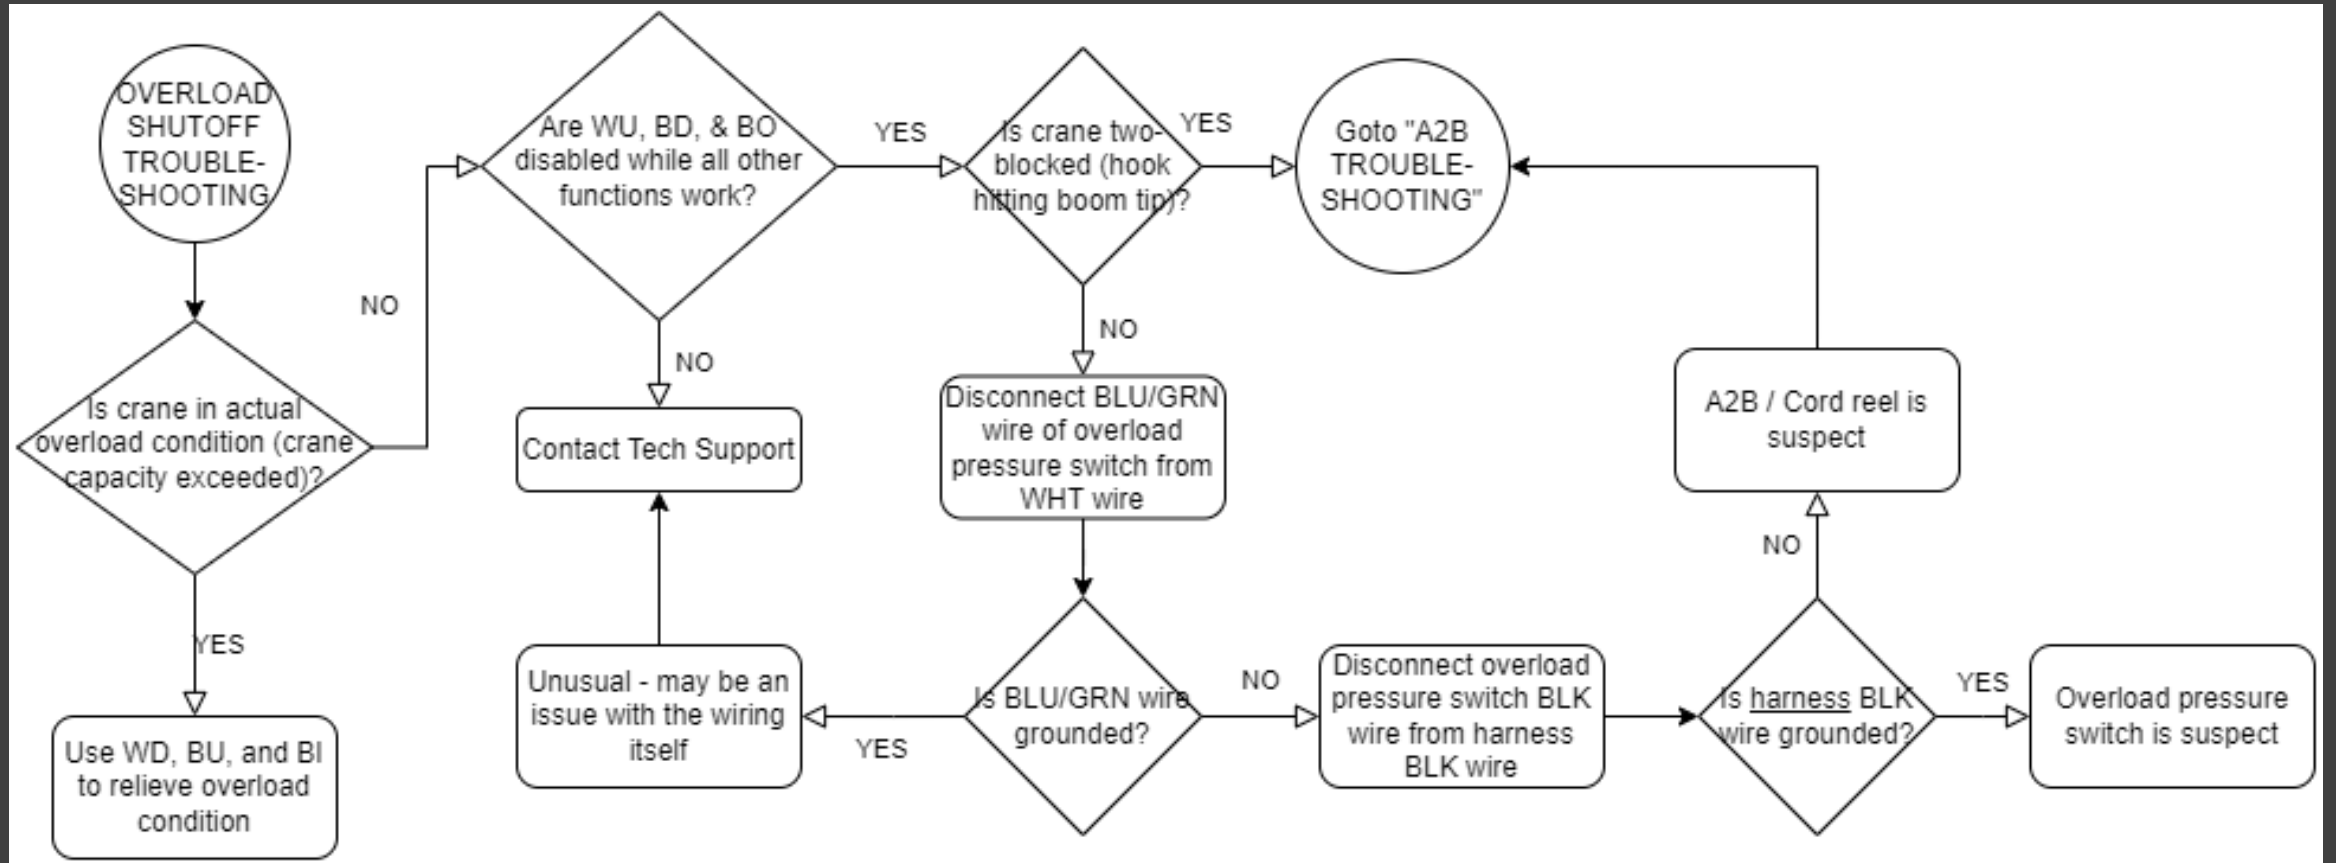 OVERLOAD
SHUTOFF
TROUBLE-
SHOOTING
Is crane in actual
overload condition (crane
capacity exceeded)?
NO
YES
Use WD, BU, and BI
to relieve overload
condition
Are WU, BD, & BO
disabled while all other
functions work?
YES
NO
Contact Tech Support
Is crane two-
blocked (hook
hitting boom tip)?
YES
NO
Goto "A2B
TROUBLE-
SHOOTING"
Disconnect BLU/GRN
wire of overload
pressure switch from
WHT wire
Is BLU/GRN wire
grounded?
YES
Unusual - may be an
issue with the wiring
itself
NO
Disconnect overload
pressure switch BLK
wire from harness
BLK wire
Is harness BLK
wire grounded?
NO
A2B / Cord reel is
suspect
YES
Overload pressure
switch is suspect